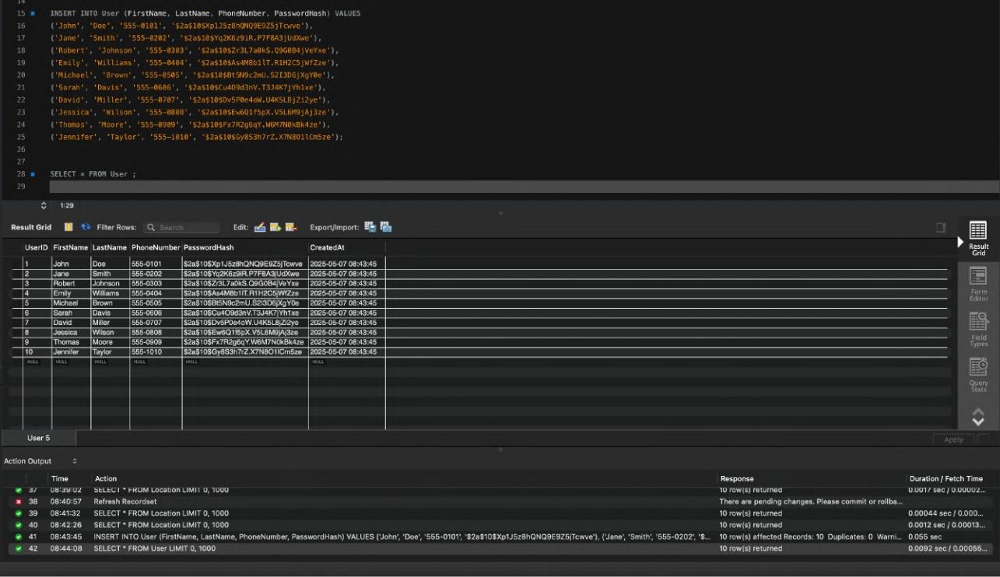 14
15 INSERT INTO User (FirstName, LastName, PhoneNumber, PasswordHash) VALUES
16 ('John', 'Doe', '555-0101', '$2a$10$Xp1J5z8hQNQ9E9Z5jTcwve'),
17 ('Jane', 'Smith', '555-0202', '$2a$10$Yq2K6z9iR.P7F8A3jUdXwe'),
18 ('Robert', 'Johnson', '555-0303', '$2a$10$Zr3L7a0kS.Q9G0B4jVeYxe'),
19 ('Emily', 'Williams', '555-0404', '$2a$10$As4M8b1lT.R1H2C5jWfZze'),
20 ('Michael', 'Brown', '555-0505', '$2a$10$Bt5N9c2mU.S2I3D6jXgY0e'),
21 ('Sarah', 'Davis', '555-0606', '$2a$10$Cu4O9d3nV.T3J4K7jYh1xe'),
22 ('David', 'Miller', '555-0707', '$2a$10$Dv5P0e4oW.U4K5L8jZi2ye'),
23 ('Jessica', 'Wilson', '555-0808', '$2a$10$Ew6Q1f5pX.V5L6M9jAj3ze'),
24 ('Thomas', 'Moore', '555-0909', '$2a$10$Fx7R2g6qY.W6M7N0kBk4ze'),
25 ('Jennifer', 'Taylor', '555-1010', '$2a$10$Gy8S3h7rZ.X7N8O1lCm5ze');
26
27
28 SELECT * FROM User ;
29
1:29
Result Grid Filter Rows: Search Edit: Export/Import:
UserID FirstName LastName PhoneNumber PasswordHash CreatedAt
1 John Doe 555-0101 $2a$10$Xp1J5z8hQNQ9E9Z5jTcwve 2025-05-07 08:43:45
2 Jane Smith 555-0202 $2a$10$Yq2K6z9iR.P7F8A3jUdXwe 2025-05-07 08:43:45
3 Robert Johnson 555-0303 $2a$10$Zr3L7a0kS.Q9G0B4jVeYxe 2025-05-07 08:43:45
4 Emily Williams 555-0404 $2a$10$As4M8b1lT.R1H2C5jWfZze 2025-05-07 08:43:45
5 Michael Brown 555-0505 $2a$10$Bt5N9c2mU.S2I3D6jXgY0e 2025-05-07 08:43:45
6 Sarah Davis 555-0606 $2a$10$Cu4O9d3nV.T3J4K7jYh1xe 2025-05-07 08:43:45
7 David Miller 555-0707 $2a$10$Dv5P0e4oW.U4K5L8jZi2ye 2025-05-07 08:43:45
8 Jessica Wilson 555-0808 $2a$10$Ew6Q1f5pX.V5L6M9jAj3ze 2025-05-07 08:43:45
9 Thomas Moore 555-0909 $2a$10$Fx7R2g6qY.W6M7N0kBk4ze 2025-05-07 08:43:45
10 Jennifer Taylor 555-1010 $2a$10$Gy8S3h7rZ.X7N8O1lCm5ze 2025-05-07 08:43:45
NULL NULL NULL NULL NULL NULL
Result Grid
Form Editor
Field Types
Query Stats
User 5 Apply
Action Output
Time Action Response Duration / Fetch Time
37 08:39:02 SELECT * FROM Location LIMIT 0, 1000 10 row(s) returned 0.0017 sec / 0.00002...
38 08:40:57 Refresh Recordset There are pending changes. Please commit or rollba...
39 08:41:32 SELECT * FROM Location LIMIT 0, 1000 10 row(s) returned 0.00044 sec / 0.000...
40 08:42:26 SELECT * FROM Location LIMIT 0, 1000 10 row(s) returned 0.0012 sec / 0.00013...
41 08:43:45 INSERT INTO User (FirstName, LastName, PhoneNumber, PasswordHash) VALUES ('John', 'Doe', '555-0101', '$2a$10$Xp1J5z8hQNQ9E9Z5jTcwve'), ('Jane', 'Smith', '555-0202', '$... 10 row(s) affected Records: 10 Duplicates: 0 Warni... 0.055 sec
42 08:44:08 SELECT * FROM User LIMIT 0, 1000 10 row(s) returned 0.0092 sec / 0.00055...